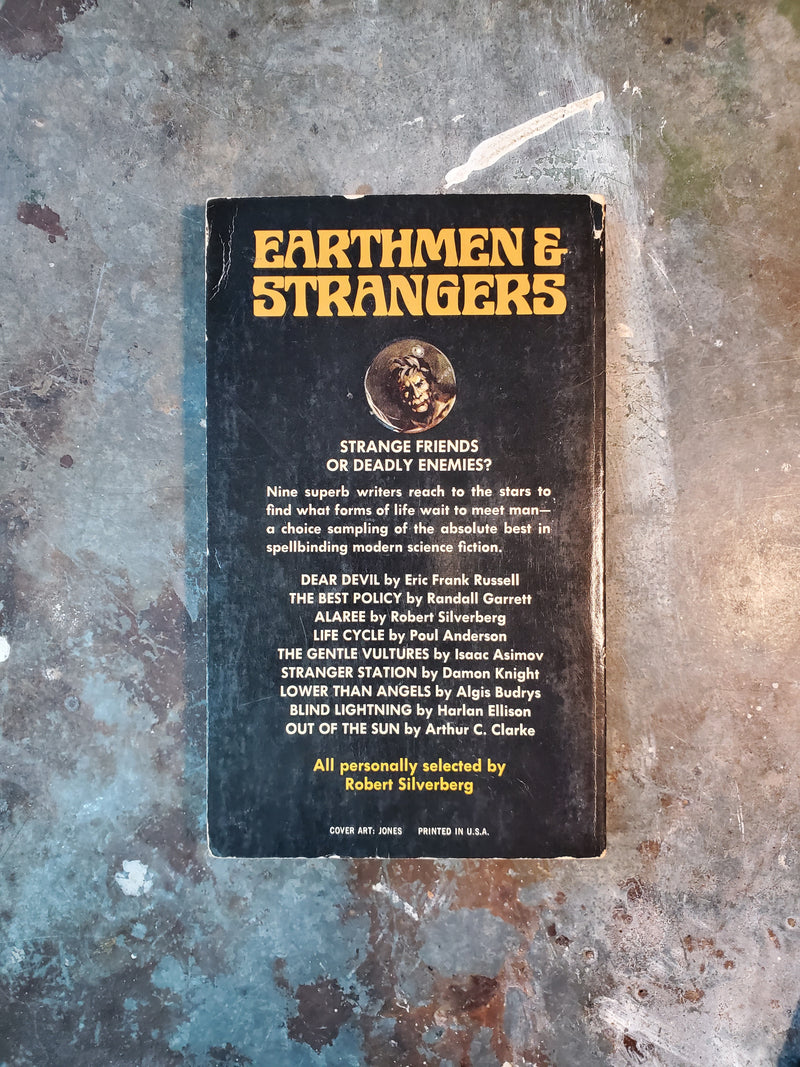 EARTHMEN &
STRANGERS
STRANGE FRIENDS
OR DEADLY ENEMIES?
Nine superb writers reach to the stars to
find what forms of life wait to meet man—
a choice sampling of the absolute best in
spellbinding modern science fiction.
DEAR DEVIL by Eric Frank Russell
THE BEST POLICY by Randall Garrett
ALAREE by Robert Silverberg
LIFE CYCLE by Poul Anderson
THE GENTLE VULTURES by Isaac Asimov
STRANGER STATION by Damon Knight
LOWER THAN ANGELS by Algis Budrys
BLIND LIGHTNING by Harlan Ellison
OUT OF THE SUN by Arthur C. Clarke
All personally selected by
Robert Silverberg
COVER ART: JONES PRINTED IN U.S.A.